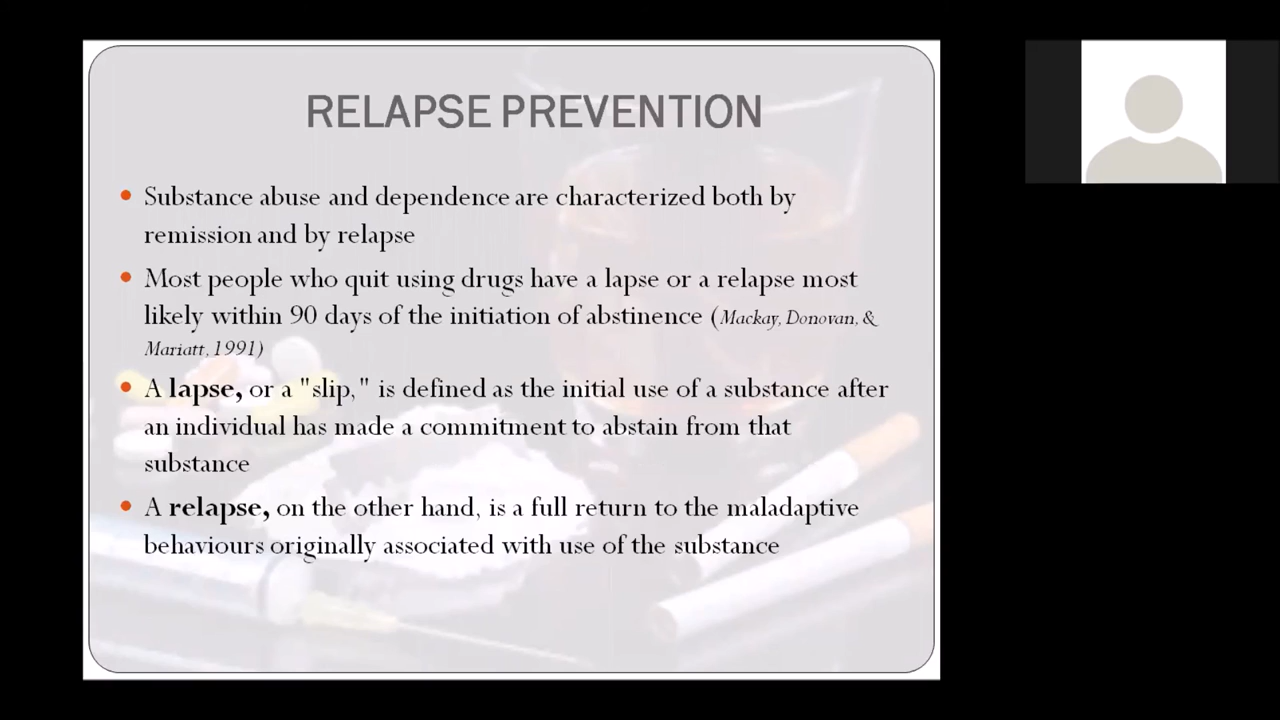 RELAPSE PREVENTION
Substance abuse and dependence are characterized both by
remission and by relapse
Most people who quit using drugs have a lapse or a relapse most
likely within 90 days of the initiation of abstinence (Mackay, Donovan, &
Mariatt, 1991)
A lapse, or a "slip," is defined as the initial use of a substance after
an individual has made a commitment to abstain from that
substance
A relapse, on the other hand, is a full return to the maladaptive
behaviours originally associated with use of the substance